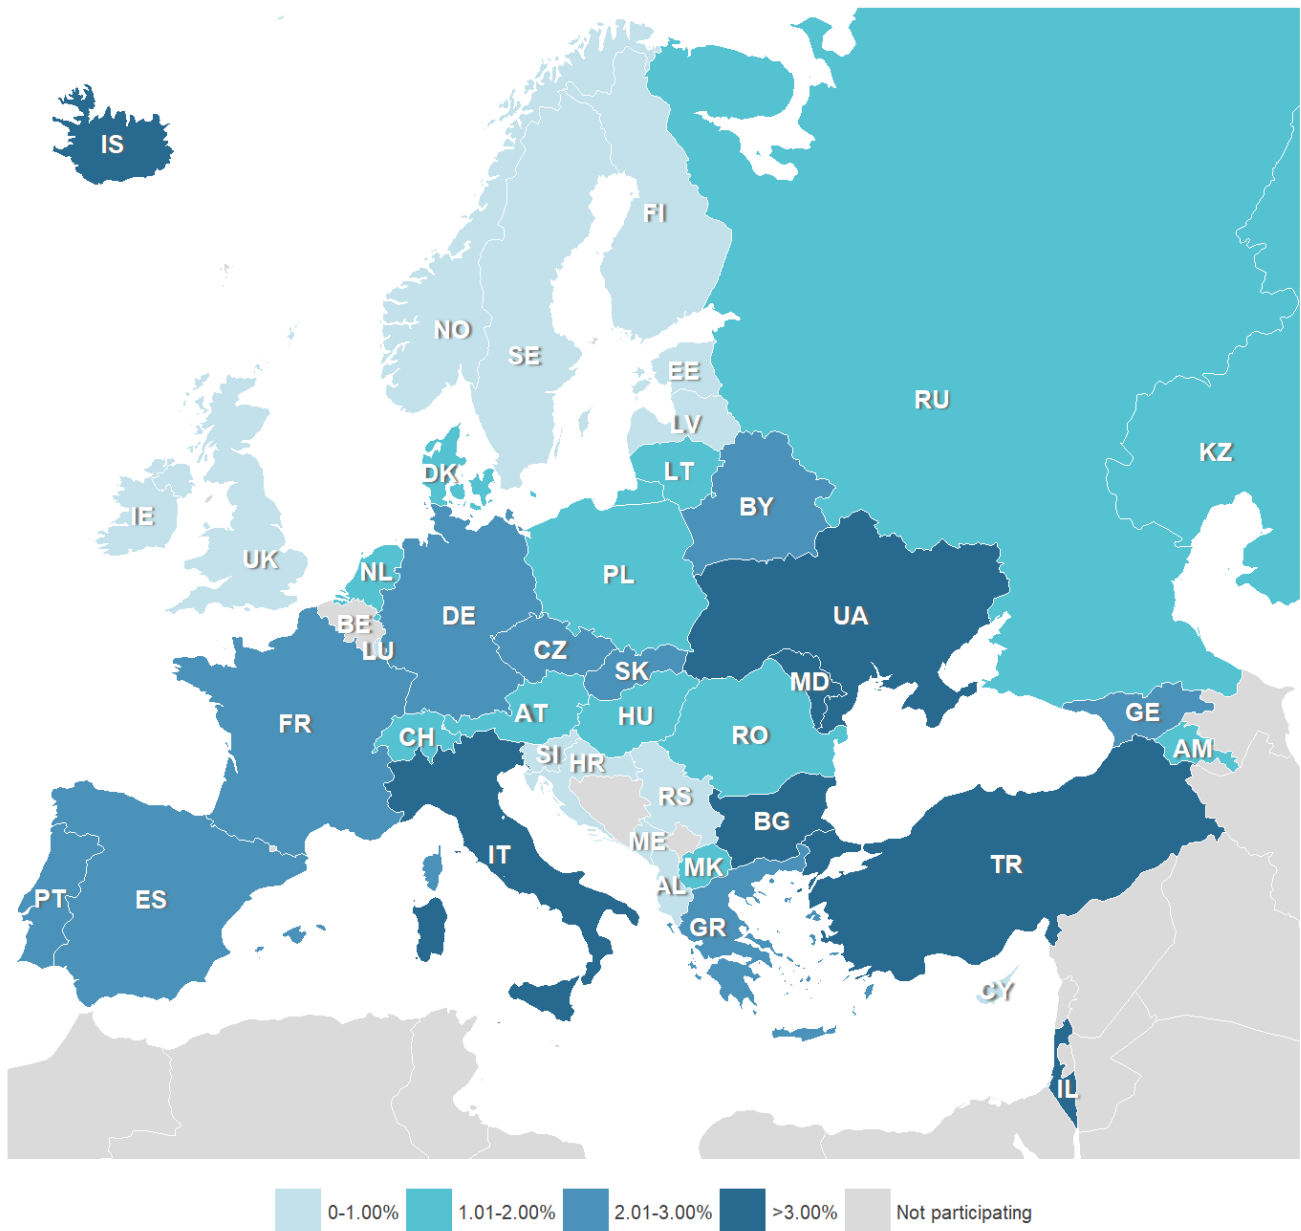 IS
FI
NO
SE
EE
RU
LV
KZ
DK
LT
BY
IE
UK
NL
PL
DE
UA
BE
LU
CZ
SK
MD
AT
HU
GE
FR
CH
RO
AM
SI
HR
RS
BG
ME
IT
MK
TR
AL
PT
ES
GR
CY
IL
0-1.00% 1.01-2.00% 2.01-3.00% >3.00% Not participating